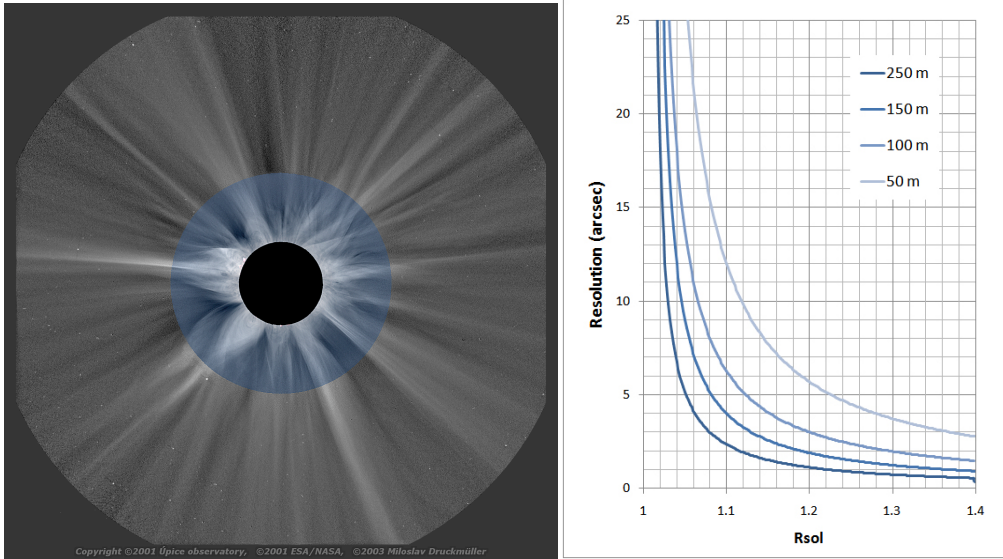 Copyright ©2001 Úpice observatory, ©2001 ESA/NASA, ©2003 Miloslav Druckmüller
25
20
15
10
5
0
Resolution (arcsec)
250 m
150 m
100 m
50 m
1
1.1
1.2
1.3
1.4
Rsol